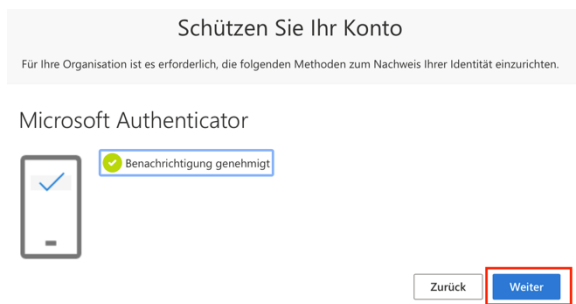 Schützen Sie Ihr Konto
Für Ihre Organisation ist es erforderlich, die folgenden Methoden zum Nachweis Ihrer Identität einzurichten.
Microsoft Authenticator
Benachrichtigung genehmigt
Zurück
Weiter